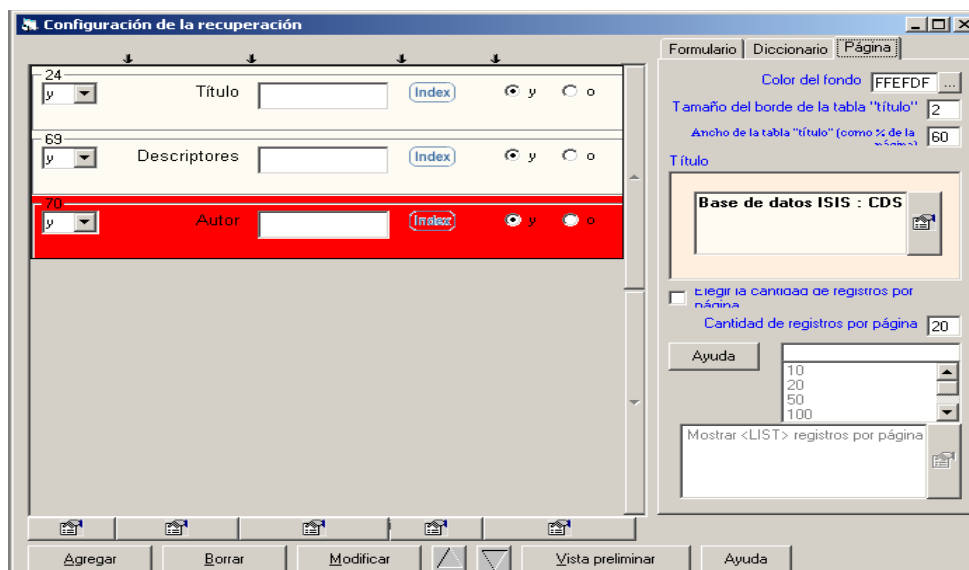 Configuración de la recuperación
Formulario Diccionario Página
24
y Título Index y o
69
y Descriptores Index y o
70
y Autor Index y o
Color del fondo FFEFDF ...
Tamaño del borde de la tabla "título" 2
Ancho de la tabla "título" (como % de la
página) 60
Título
Base de datos ISIS : CDS
Elegir la cantidad de registros por
página
Cantidad de registros por página 20
Ayuda
10
20
50
100
Mostrar <LIST> registros por página
Agregar Borrar Modificar Vista preliminar Ayuda